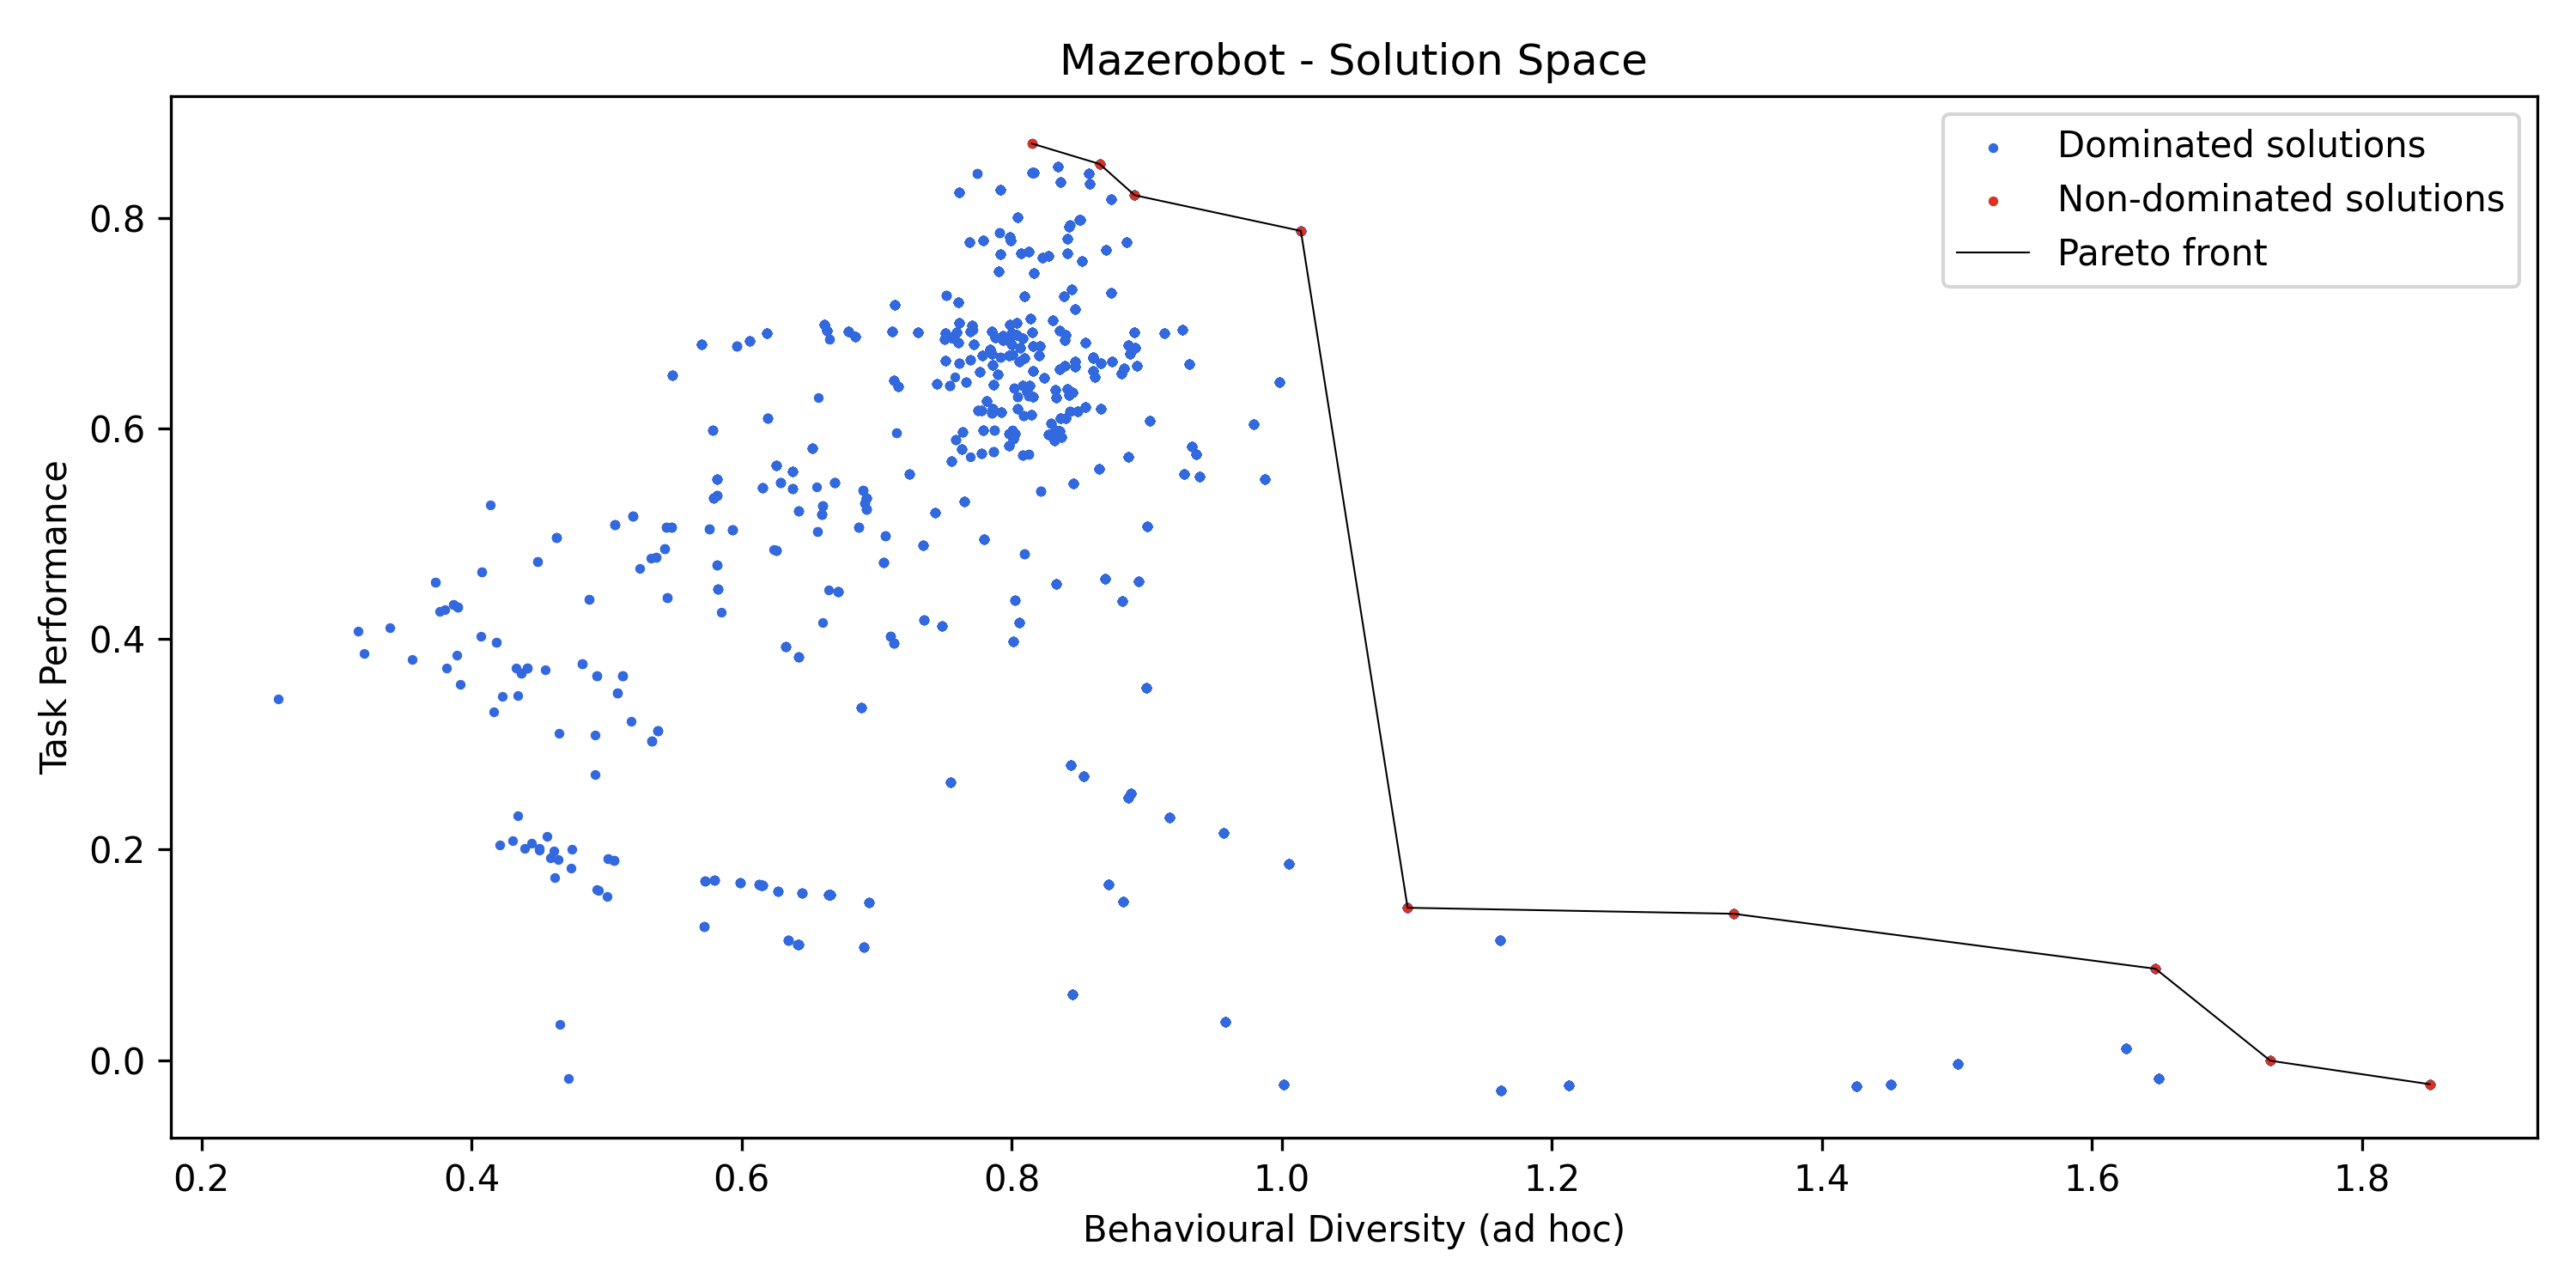 Mazerobot - Solution Space
Dominated solutions
Non-dominated solutions
Pareto front
Task Performance
0.8
0.6
0.4
0.2
0.0
0.2 0.4 0.6 0.8 1.0 1.2 1.4 1.6 1.8
Behavioural Diversity (ad hoc)